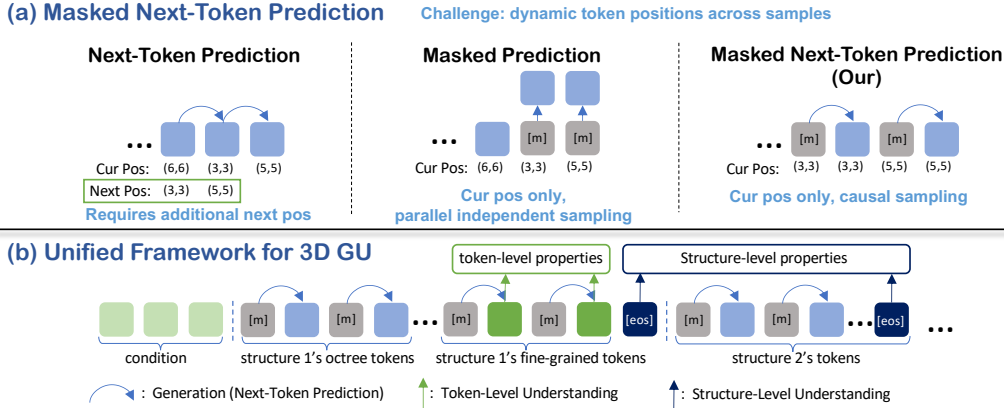 (a) Masked Next-Token Prediction
Challenge: dynamic token positions across samples
Next-Token Prediction
...
Cur Pos: (6,6) (3,3) (5,5)
Next Pos: (3,3) (5,5)
Requires additional next pos
Masked Prediction
... [m] [m]
(6,6) (3,3) (5,5)
Cur Pos:
Cur pos only,
parallel independent sampling
Masked Next-Token Prediction
(Our)
... [m] [m]
Cur Pos: (3,3) (3,3) (5,5) (5,5)
Cur pos only, causal sampling
(b) Unified Framework for 3D GU
token-level properties
Structure-level properties
[m] [m] ... [m] [m] [eos] [m] [m] ... [eos] ...
condition
structure 1's octree tokens
structure 1's fine-grained tokens
structure 2's tokens
: Generation (Next-Token Prediction)
: Token-Level Understanding
: Structure-Level Understanding